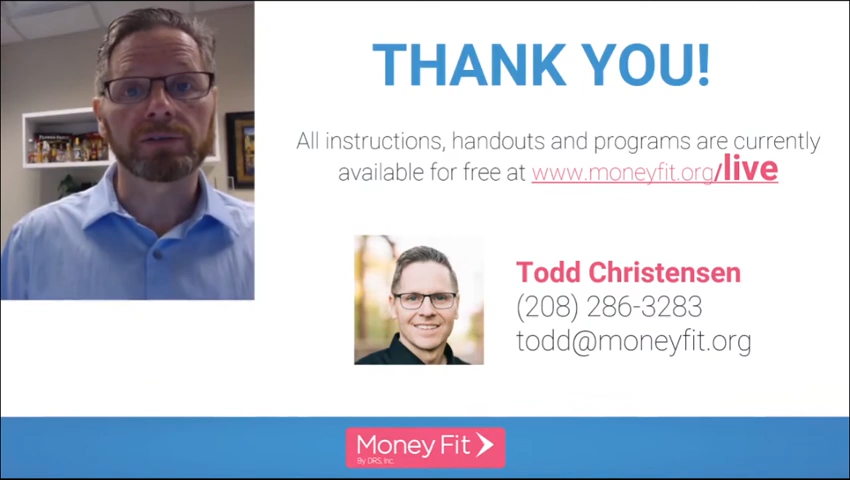 THANK YOU!
All instructions, handouts and programs are currently
available for free at www.moneyfit.org/live
Todd Christensen
(208) 286-3283
todd@moneyfit.org
Money Fit
By DRS, Inc.